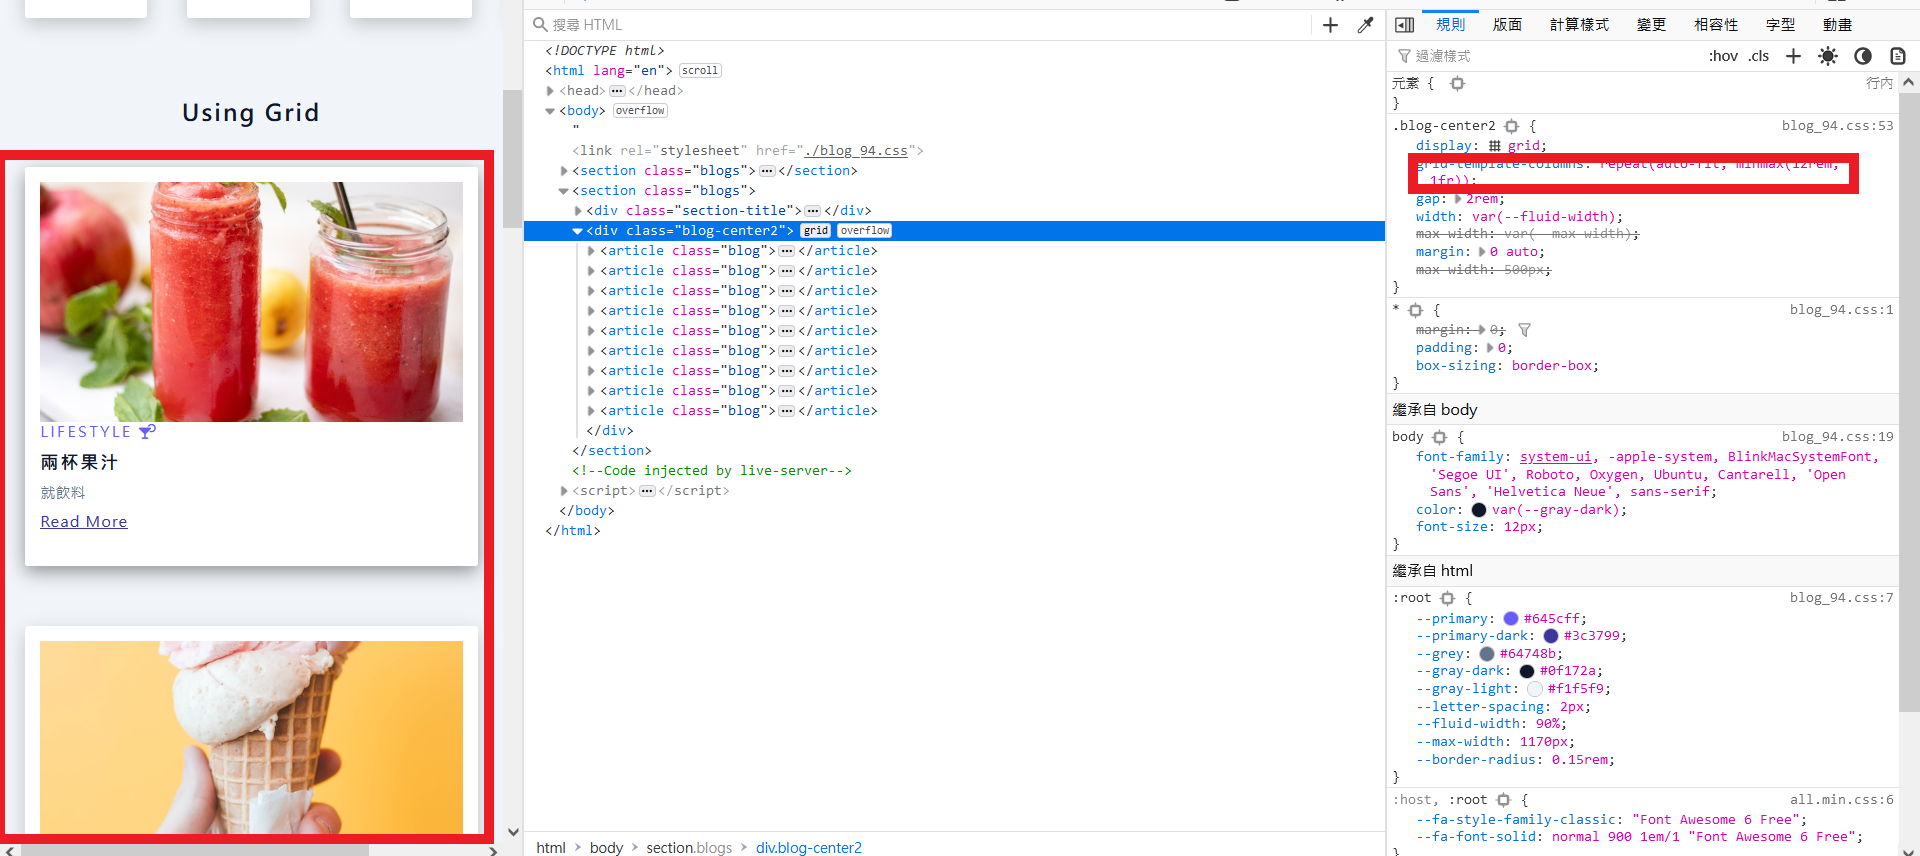 Using Grid
LIFESTYLE
兩杯果汁
就飲料
Read More
搜尋 HTML
<!DOCTYPE html>
<html lang="en"> scroll
<head> ••• </head>
<body> overflow
"
<link rel="stylesheet" href="./blog_94.css">
<section class="blogs"> ••• </section>
<section class="blogs">
<div class="section-title"> ••• </div>
<div class="blog-center2"> grid overflow
<article class="blog"> ••• </article>
<article class="blog"> ••• </article>
<article class="blog"> ••• </article>
<article class="blog"> ••• </article>
<article class="blog"> ••• </article>
<article class="blog"> ••• </article>
<article class="blog"> ••• </article>
<article class="blog"> ••• </article>
<article class="blog"> ••• </article>
</div>
</section>
<!--Code injected by live-server-->
<script> ••• </script>
</body>
</html>
html > body > section.blogs > div.blog-center2
規則 版面 計算樣式 變更 相容性 字型 動畫
過濾樣式 :hov .cls
元素 { 行內
}
.blog-center2 { blog_94.css:53
display: grid;
grid-template-columns: repeat(auto-fit, minmax(12rem,
1fr));
gap: 2rem;
width: var(--fluid-width);
max-width: var(--max-width);
margin: 0 auto;
max-width: 500px;
}
* { blog_94.css:1
margin: 0;
padding: 0;
box-sizing: border-box;
}
繼承自 body
body { blog_94.css:19
font-family: system-ui, -apple-system, BlinkMacSystemFont,
'Segoe UI', Roboto, Oxygen, Ubuntu, Cantarell, 'Open
Sans', 'Helvetica Neue', sans-serif;
color: var(--gray-dark);
font-size: 12px;
}
繼承自 html
:root { blog_94.css:7
--primary: #645cff;
--primary-dark: #3c3799;
--grey: #64748b;
--gray-dark: #0f172a;
--gray-light: #f1f5f9;
--letter-spacing: 2px;
--fluid-width: 90%;
--max-width: 1170px;
--border-radius: 0.15rem;
}
:host, :root { all.min.css:6
--fa-style-family-classic: "Font Awesome 6 Free";
--fa-font-solid: normal 900 1em/1 "Font Awesome 6 Free";
}